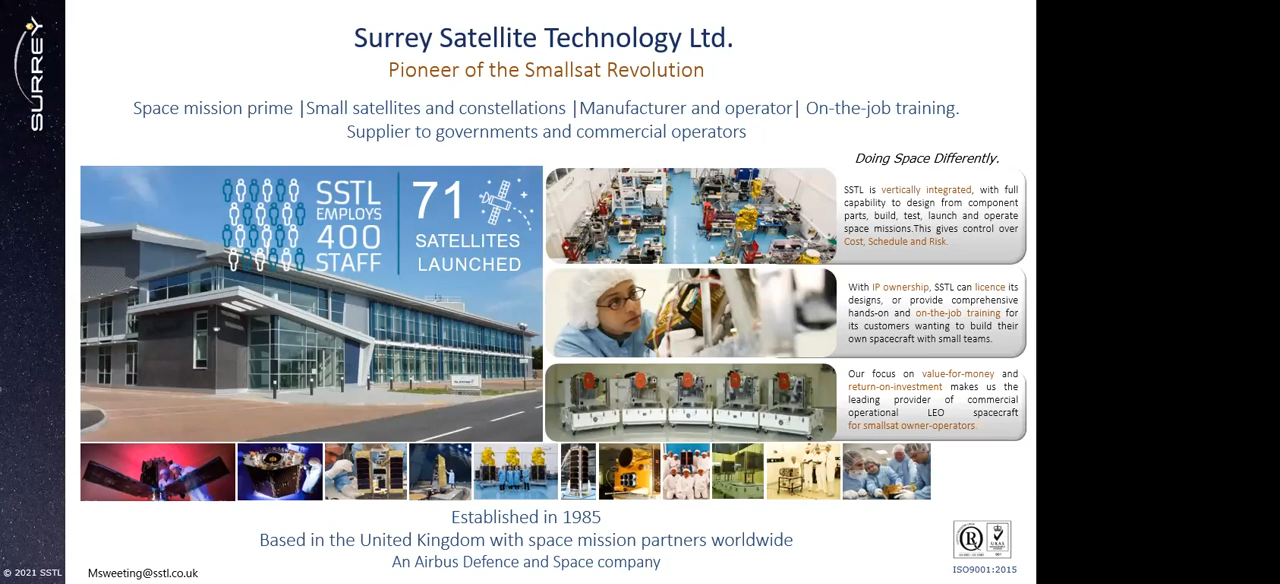 SURREY
Surrey Satellite Technology Ltd.
Pioneer of the Smallsat Revolution
Space mission prime |Small satellites and constellations |Manufacturer and operator| On-the-job training.
Supplier to governments and commercial operators
Doing Space Differently.
SSTL
EMPLOYS
400
STAFF
71
SATELLITES
LAUNCHED
SSTL is vertically integrated, with full
capability to design from component
parts, build, test, launch and operate
space missions.This gives control over
Cost, Schedule and Risk.
With IP ownership, SSTL can licence its
designs, or provide comprehensive
hands-on and on-the-job training for
its customers wanting to build their
own spacecraft with small teams.
Our focus on value-for-money and
return-on-investment makes us the
leading provider of commercial
operational LEO spacecraft
for smallsat owner-operators.
Established in 1985
Based in the United Kingdom with space mission partners worldwide
An Airbus Defence and Space company
ISO9001:2015
© 2021 SSTL
Msweeting@sstl.co.uk